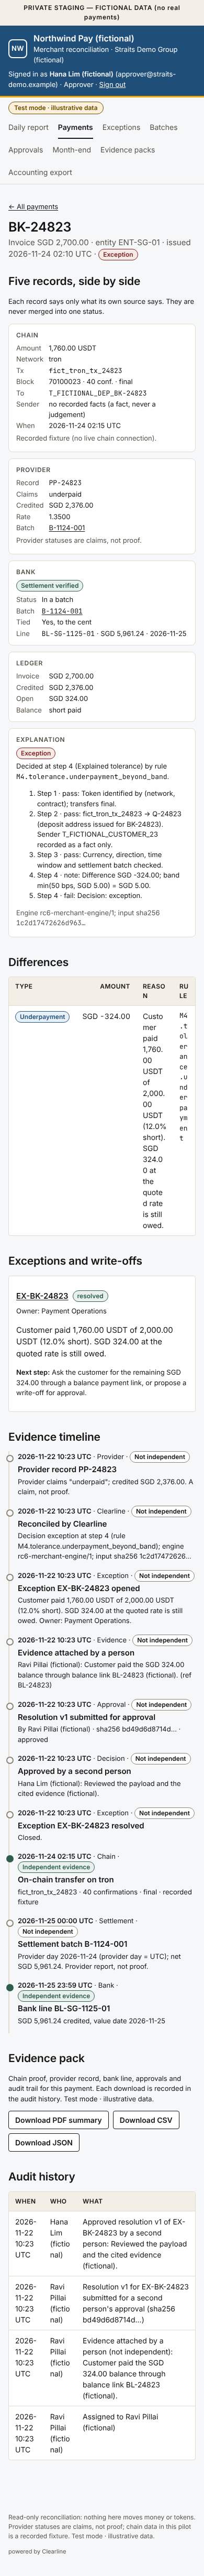 PRIVATE STAGING — FICTIONAL DATA (no real
payments)
NW
Northwind Pay (fictional)
Merchant reconciliation · Straits Demo Group
(fictional)
Signed in as Hana Lim (fictional) (approver@straits-
demo.example) · Approver · Sign out
Test mode · illustrative data
Daily report Payments Exceptions Batches
Approvals Month-end Evidence packs
Accounting export
← All payments
BK-24823
Invoice SGD 2,700.00 · entity ENT-SG-01 · issued
2026-11-24 02:10 UTC · Exception
Five records, side by side
Each record says only what its own source says. They are
never merged into one status.
CHAIN
Amount 1,760.00 USDT
Network tron
Tx fict_tron_tx_24823
Block 70100023 · 40 conf. · final
To T_FICTIONAL_DEP_BK-24823
Sender no recorded facts (a fact, never a
judgement)
When 2026-11-24 02:15 UTC
Recorded fixture (no live chain connection).
PROVIDER
Record PP-24823
Claims underpaid
Credited SGD 2,376.00
Rate 1.3500
Batch B-1124-001
Provider statuses are claims, not proof.
BANK
Settlement verified
Status In a batch
Batch B-1124-001
Tied Yes, to the cent
Line BL-SG-1125-01 · SGD 5,961.24 · 2026-11-25
LEDGER
Invoice SGD 2,700.00
Credited SGD 2,376.00
Open SGD 324.00
Balance short paid
EXPLANATION
Exception
Decided at step 4 (Explained tolerance) by rule
M4.tolerance.underpayment_beyond_band.
1. Step 1 · pass: Token identified by (network,
contract); transfers final.
2. Step 2 · pass: fict_tron_tx_24823 → Q-24823
(deposit address issued for BK-24823).
Sender T_FICTIONAL_CUSTOMER_23
recorded as a fact only.
3. Step 3 · pass: Currency, direction, time
window and settlement batch checked.
4. Step 4 · note: Difference SGD -324.00; band
min(50 bps, SGD 5.00) = SGD 5.00.
5. Step 4 · fail: Decision: exception.
Engine rc6-merchant-engine/1; input sha256
1c2d17472626d963…
Differences
TYPE AMOUNT REASO
N RU
LE
Underpayment SGD -324.00 Custo
mer
paid
1,760.
00
USDT
of
2,000.
00
USDT
(12.0%
short).
SGD
324.0
0 at
the
quote
d rate
is still
owed.
M4
.t
ol
er
an
ce
.u
nd
er
pa
ym
en
t
Exceptions and write-offs
EX-BK-24823 resolved
Owner: Payment Operations
Customer paid 1,760.00 USDT of 2,000.00
USDT (12.0% short). SGD 324.00 at the
quoted rate is still owed.
Next step: Ask the customer for the remaining SGD
324.00 through a balance payment link, or propose a
write-off for approval.
Evidence timeline
2026-11-22 10:23 UTC · Provider · Not independent
Provider record PP-24823
Provider claims "underpaid"; credited SGD 2,376.00. A
claim, not proof.
2026-11-22 10:23 UTC · Clearline · Not independent
Reconciled by Clearline
Decision exception at step 4 (rule
M4.tolerance.underpayment_beyond_band); engine
rc6-merchant-engine/1; input sha256 1c2d17472626…
2026-11-22 10:23 UTC · Exception · Not independent
Exception EX-BK-24823 opened
Customer paid 1,760.00 USDT of 2,000.00 USDT
(12.0% short). SGD 324.00 at the quoted rate is still
owed. Owner: Payment Operations.
2026-11-22 10:23 UTC · Evidence · Not independent
Evidence attached by a person
Ravi Pillai (fictional): Customer paid the SGD 324.00
balance through balance link BL-24823 (fictional). (ref
BL-24823)
2026-11-22 10:23 UTC · Approval · Not independent
Resolution v1 submitted for approval
By Ravi Pillai (fictional) · sha256 bd49d6d8714d… ·
approved
2026-11-22 10:23 UTC · Decision · Not independent
Approved by a second person
Hana Lim (fictional): Reviewed the payload and the
cited evidence (fictional).
2026-11-22 10:23 UTC · Exception · Not independent
Exception EX-BK-24823 resolved
Closed.
2026-11-24 02:15 UTC · Chain ·
Independent evidence
On-chain transfer on tron
fict_tron_tx_24823 · 40 confirmations · final · recorded
fixture
2026-11-25 00:00 UTC · Settlement ·
Not independent
Settlement batch B-1124-001
Provider day 2026-11-24 (provider day = UTC); net
SGD 5,961.24. Provider report, not proof.
2026-11-25 23:59 UTC · Bank ·
Independent evidence
Bank line BL-SG-1125-01
SGD 5,961.24 credited, value date 2026-11-25
Evidence pack
Chain proof, provider record, bank line, approvals and
audit trail for this payment. Each download is recorded in
the audit history. Test mode · illustrative data.
Download PDF summary Download CSV
Download JSON
Audit history
WHEN WHO WHAT
2026-
11-22
10:23
UTC
Hana
Lim
(fictio
nal)
Approved resolution v1 of EX-
BK-24823 by a second
person: Reviewed the payload
and the cited evidence
(fictional).
2026-
11-22
10:23
UTC
Ravi
Pillai
(fictio
nal)
Resolution v1 for EX-BK-24823
submitted for a second
person's approval (sha256
bd49d6d8714d…)
2026-
11-22
10:23
UTC
Ravi
Pillai
(fictio
nal)
Evidence attached by a
person (not independent):
Customer paid the SGD
324.00 balance through
balance link BL-24823
(fictional).
2026-
11-22
10:23
UTC
Ravi
Pillai
(fictio
nal)
Assigned to Ravi Pillai
(fictional)
Read-only reconciliation: nothing here moves money or tokens.
Provider statuses are claims, not proof; chain data in this pilot
is a recorded fixture. Test mode · illustrative data.
powered by Clearline